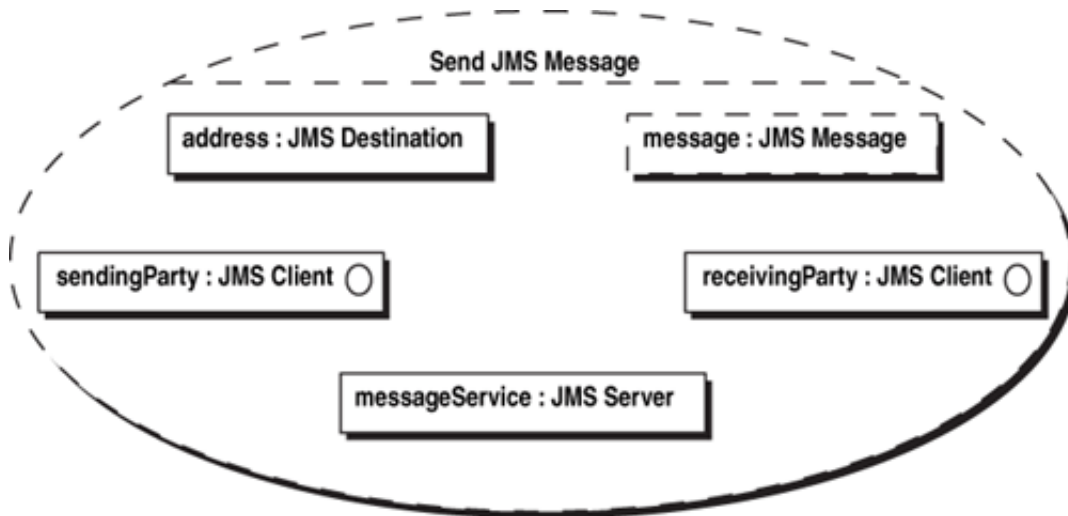 Send JMS Message
address : JMS Destination
message : JMS Message
sendingParty : JMS Client
receivingParty : JMS Client
messageService : JMS Server